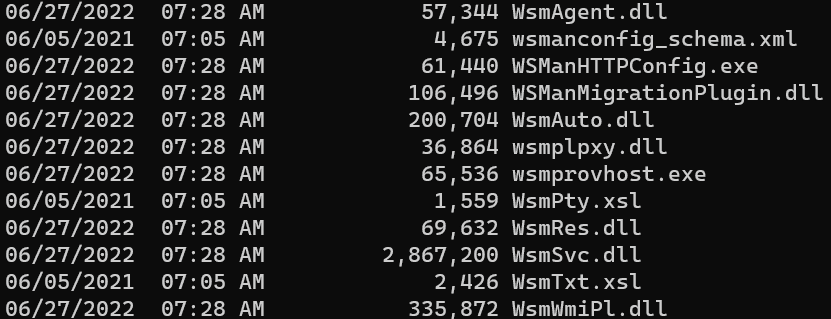 06/27/2022  07:28 AM            57,344 WsmAgent.dll
06/05/2021  07:05 AM             4,675 wsmanconfig_schema.xml
06/27/2022  07:28 AM            61,440 WSManHTTPConfig.exe
06/27/2022  07:28 AM           106,496 WSManMigrationPlugin.dll
06/27/2022  07:28 AM           200,704 WsmAuto.dll
06/27/2022  07:28 AM            36,864 wsmplpxy.dll
06/27/2022  07:28 AM            65,536 wsmprovhost.exe
06/05/2021  07:05 AM             1,559 WsmPty.xsl
06/27/2022  07:28 AM            69,632 WsmRes.dll
06/27/2022  07:28 AM         2,867,200 WsmSvc.dll
06/05/2021  07:05 AM             2,426 WsmTxt.xsl
06/27/2022  07:28 AM           335,872 WsmWmiPl.dll